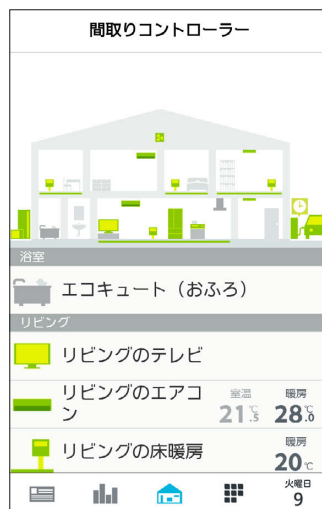 間取りコントローラー
浴室
エコキュート（おふろ）
リビング
リビングのテレビ
リビングのエアコ
ン
室温
21.5℃
暖房
28.0℃
リビングの床暖房
暖房
20℃
火曜日
9